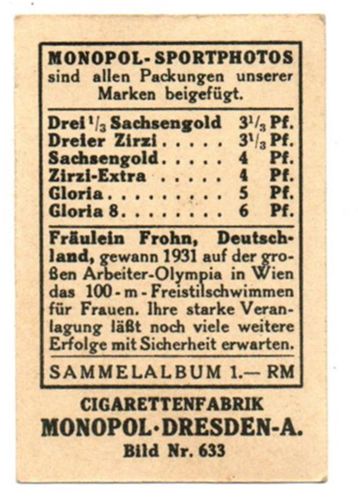 MONOPOL-SPORTPHOTOS
sind allen Packungen unserer
Marken beigefügt.
Drei 1/3 Sachsengold 3 1/3 Pf.
Dreier Zirzi . . . . . 3 1/3 Pf.
Sachsengold . . . . . 4 Pf.
Zirzi-Extra . . . . . 4 Pf.
Gloria . . . . . . . . 5 Pf.
Gloria 8 . . . . . . . 6 Pf.
Fräulein Frohn, Deutsch-
land, gewann 1931 auf der gro-
ßen Arbeiter-Olympia in Wien
das 100-m-Freistilschwimmen
für Frauen. Ihre starke Veran-
lagung läßt noch viele weitere
Erfolge mit Sicherheit erwarten.
SAMMELALBUM 1.— RM
CIGARETTENFABRIK
MONOPOL·DRESDEN-A.
Bild Nr. 633